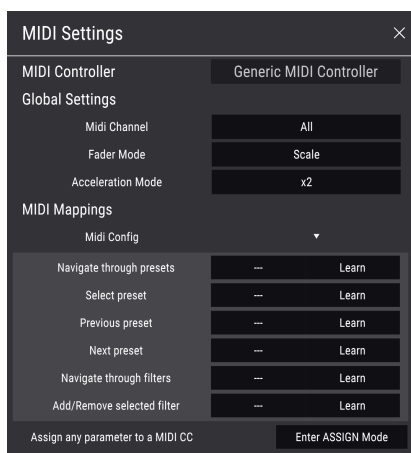 MIDI Settings
MIDI Controller Generic MIDI Controller
Global Settings
Midi Channel All
Fader Mode Scale
Acceleration Mode x2
MIDI Mappings
Midi Config
Navigate through presets --- Learn
Select preset --- Learn
Previous preset --- Learn
Next preset --- Learn
Navigate through filters --- Learn
Add/Remove selected filter --- Learn
Assign any parameter to a MIDI CC Enter ASSIGN Mode